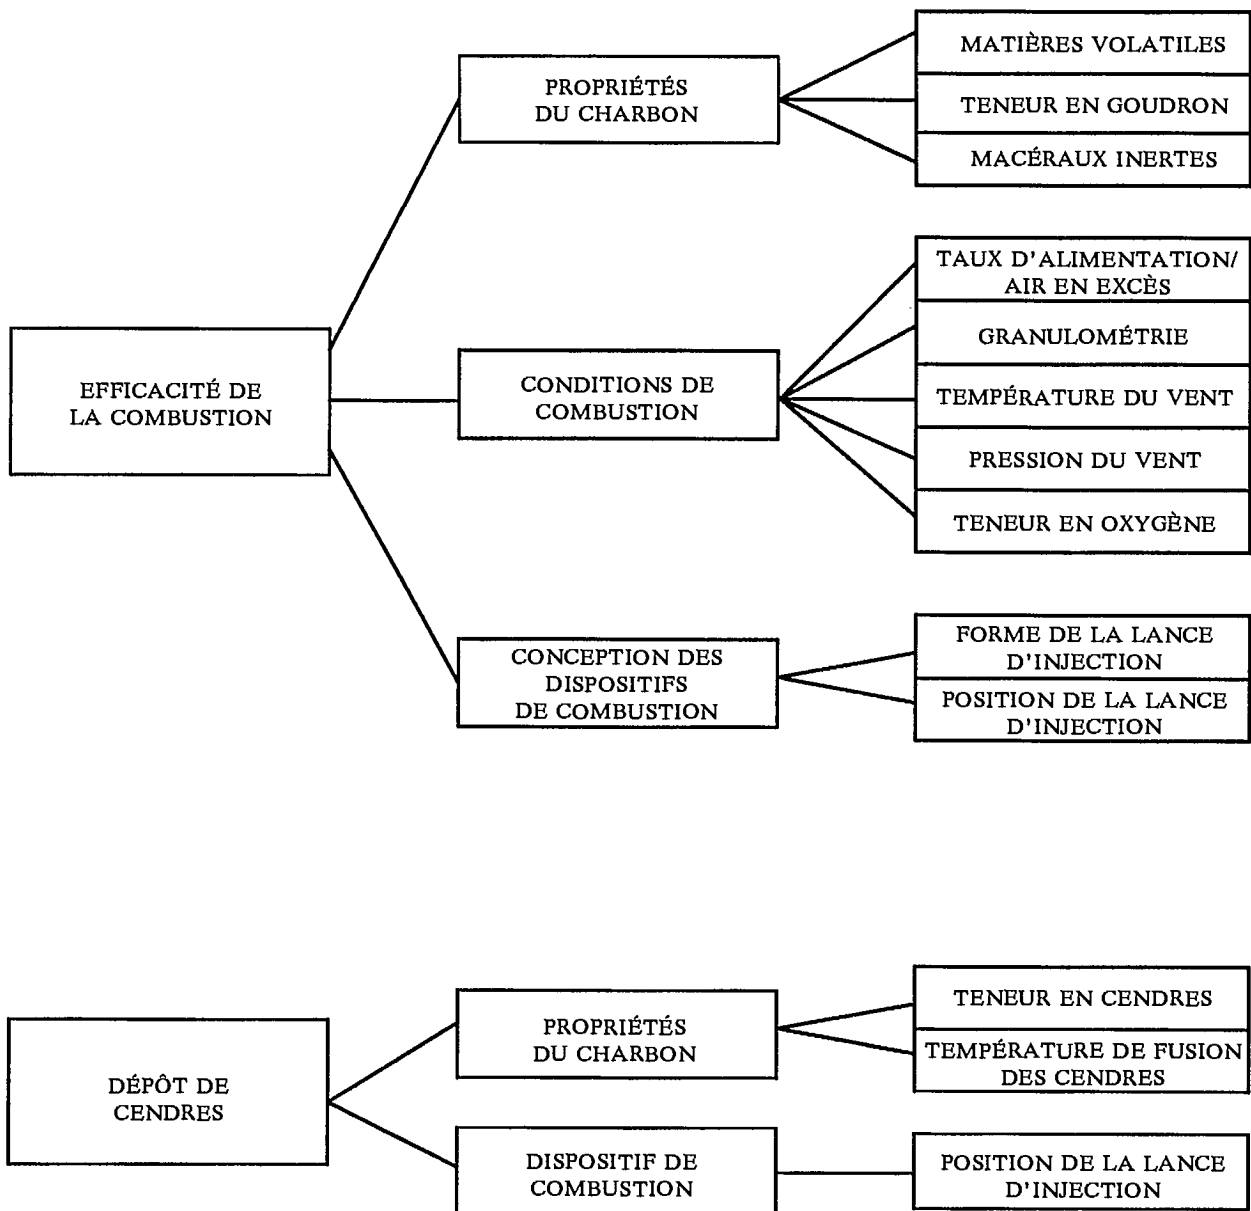 EFFICACITÉ DE
LA COMBUSTION
PROPRIÉTÉS
DU CHARBON
MATIÈRES VOLATILES
TENEUR EN GOUDRON
MACÉRAUX INERTES
CONDITIONS DE
COMBUSTION
TAUX D'ALIMENTATION/
AIR EN EXCÈS
GRANULOMÉTRIE
TEMPÉRATURE DU VENT
PRESSION DU VENT
TENEUR EN OXYGÈNE
CONCEPTION DES
DISPOSITIFS
DE COMBUSTION
FORME DE LA LANCE
D'INJECTION
POSITION DE LA LANCE
D'INJECTION
DÉPÔT DE
CENDRES
PROPRIÉTÉS
DU CHARBON
TENEUR EN CENDRES
TEMPÉRATURE DE FUSION
DES CENDRES
DISPOSITIF DE
COMBUSTION
POSITION DE LA LANCE
D'INJECTION